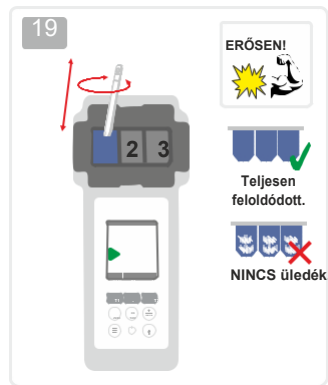 19
ERŐSEN!
2 3
Teljesen
feloldódott.
NINCS üledék